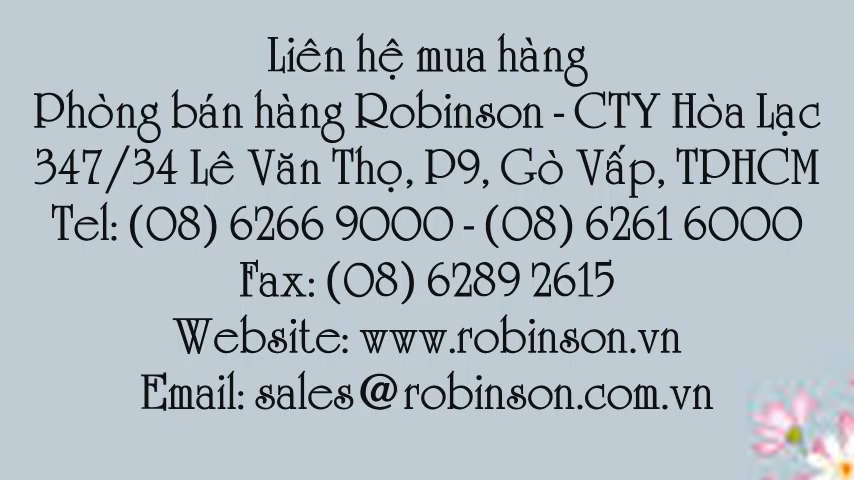 Liên hệ mua hàng
Phòng bán hàng Robinson - CTY Hòa Lạc
347/34 Lê Văn Thọ, P9, Gò Vấp, TPHCM
Tel: (08) 6266 9000 - (08) 6261 6000
Fax: (08) 6289 2615
Website: www.robinson.vn
Email: sales@robinson.com.vn